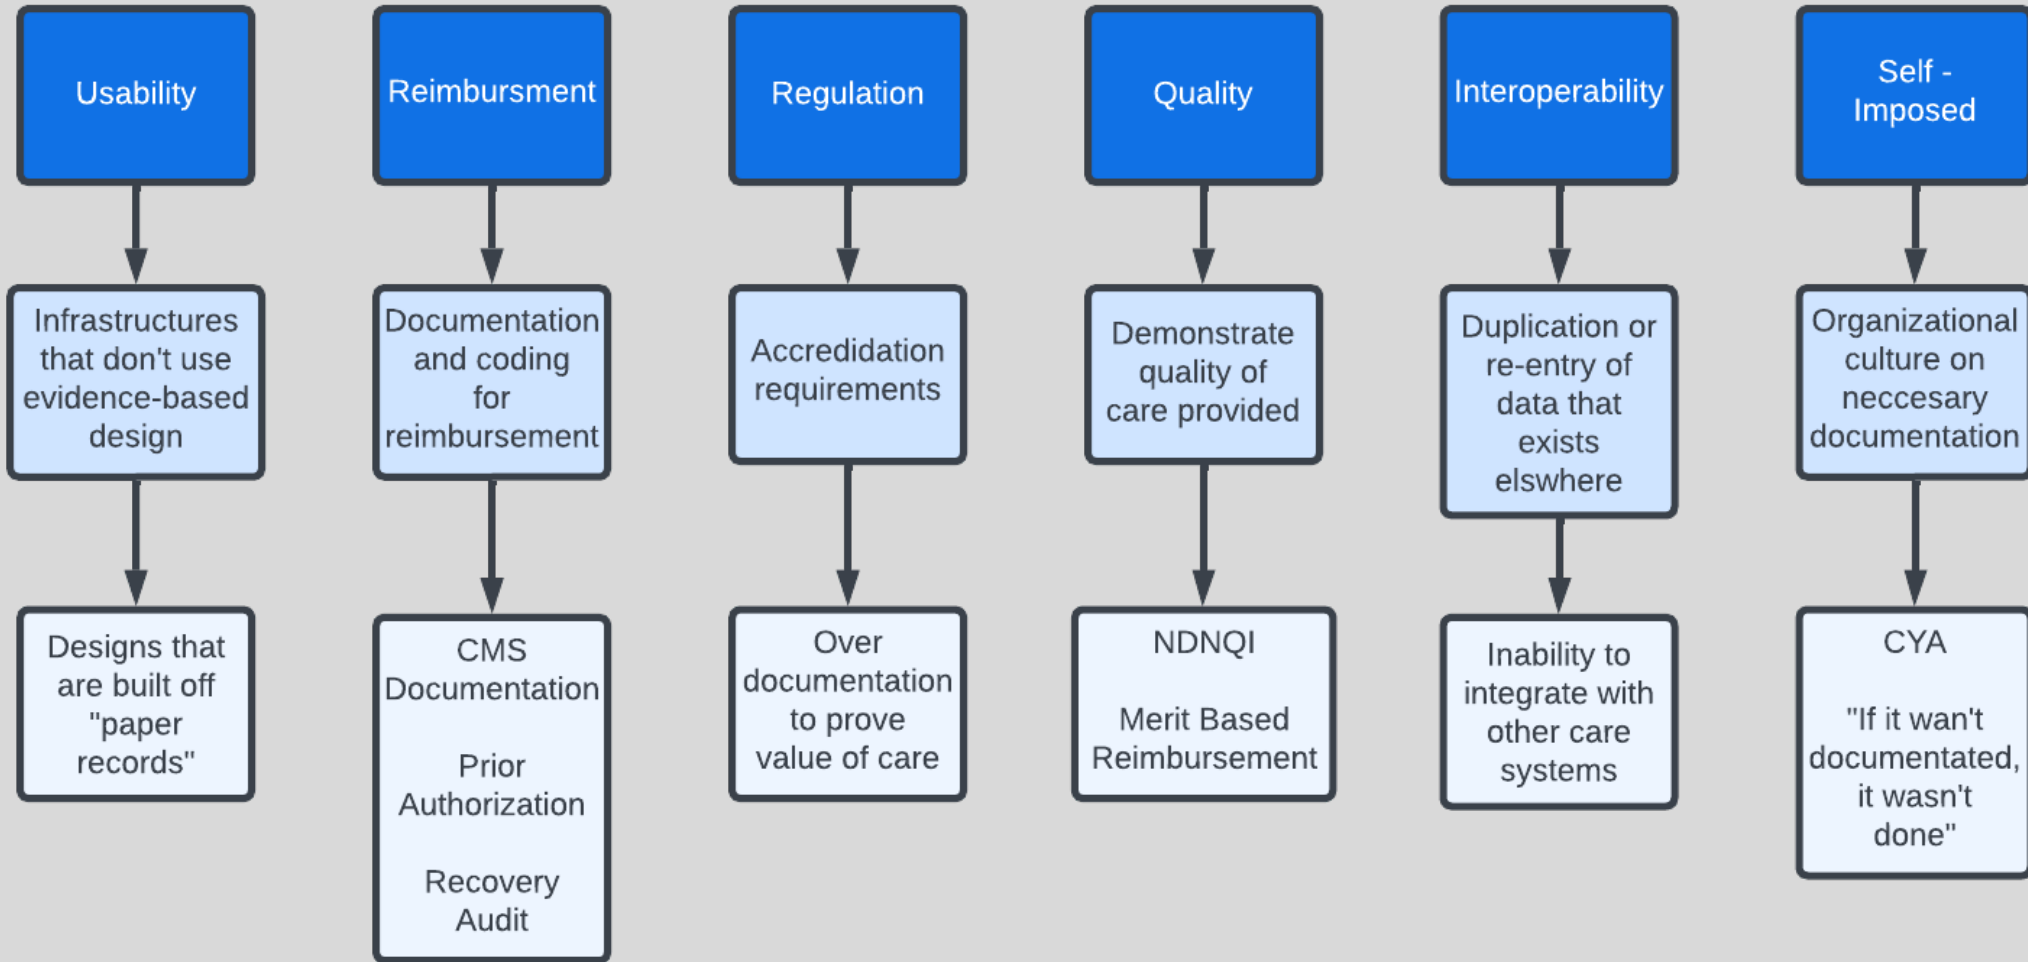 Usability
Reimbursment
Regulation
Quality
Interoperability
Self -
Imposed
Infrastructures
that don't use
evidence-based
design
Documentation
and coding
for
reimbursement
Accredidation
requirements
Demonstrate
quality of
care provided
Duplication or
re-entry of
data that
exists
elswhere
Organizational
culture on
neccesary
documentation
Designs that
are built off
"paper
records"
CMS
Documentation
Prior
Authorization
Recovery
Audit
Over
documentation
to prove
value of care
NDNQI
Merit Based
Reimbursement
Inability to
integrate with
other care
systems
CYA
"If it wan't
documentated,
it wasn't
done"